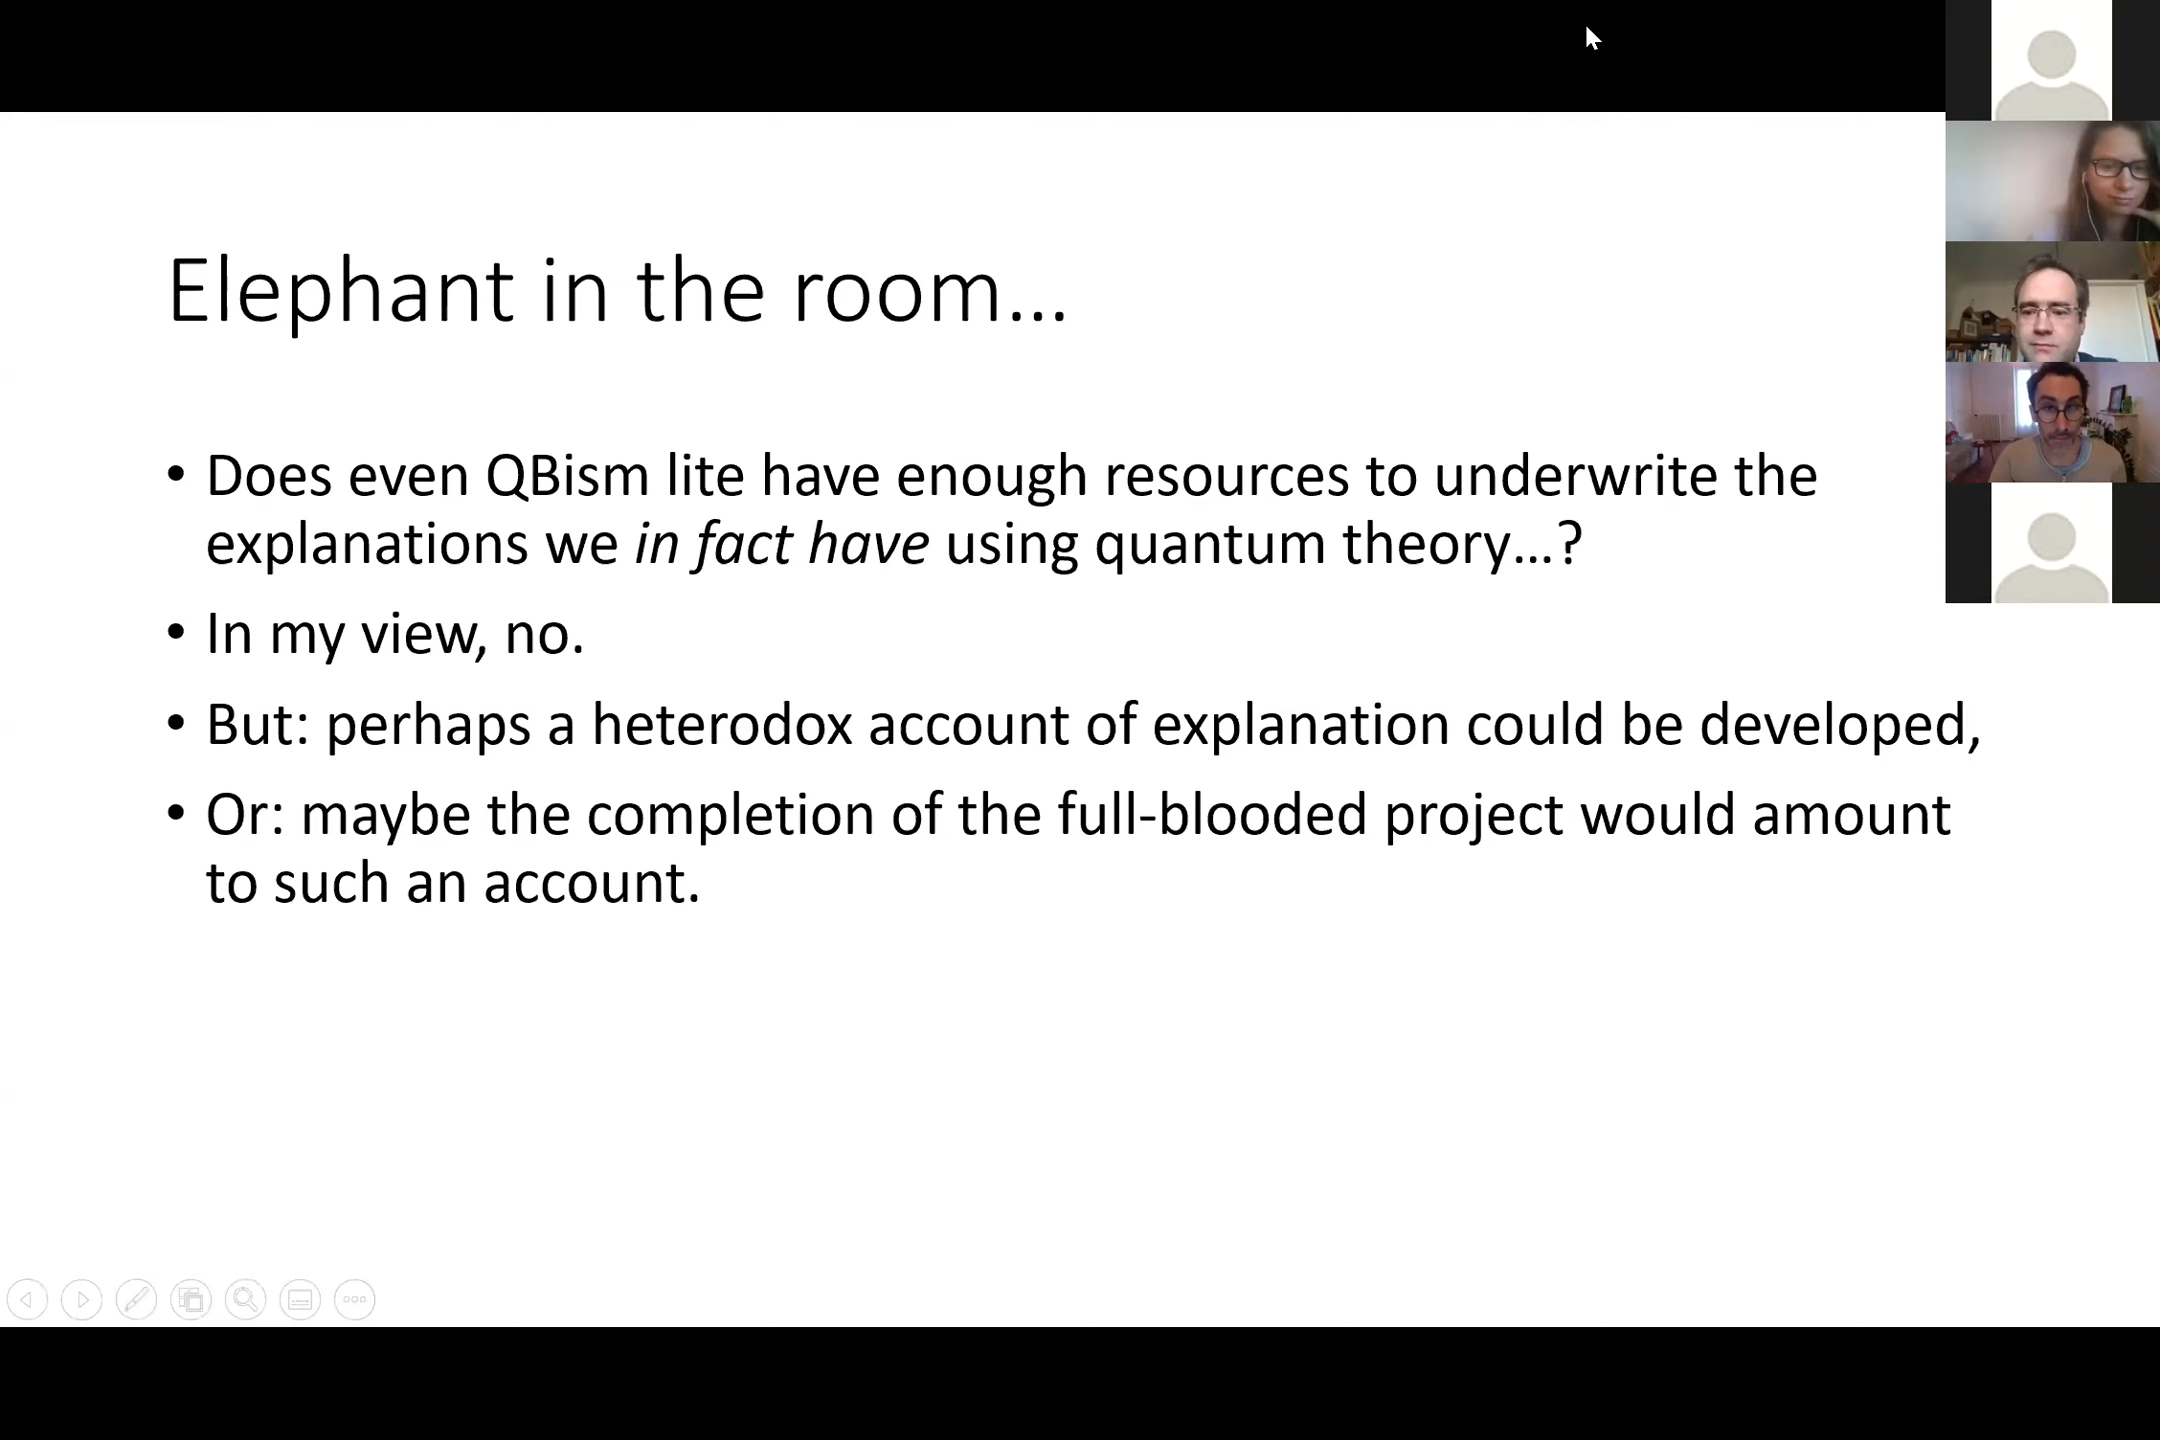 Elephant in the room…
• Does even QBism lite have enough resources to underwrite the
explanations we in fact have using quantum theory…?
• In my view, no.
• But: perhaps a heterodox account of explanation could be developed,
• Or: maybe the completion of the full-blooded project would amount
to such an account.